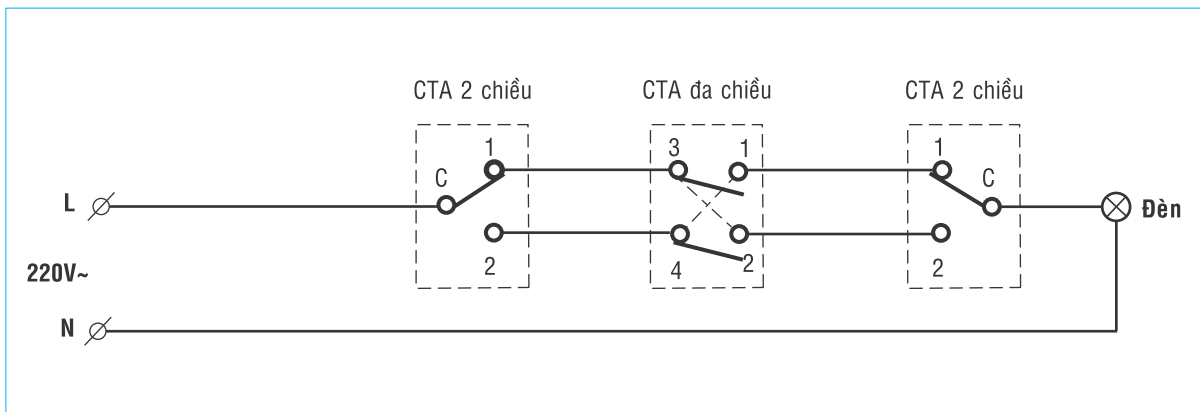 CTA 2 chiều CTA đa chiều CTA 2 chiều
1 3 1 1
C C
L Đèn
2 4 2 2
220V~
N